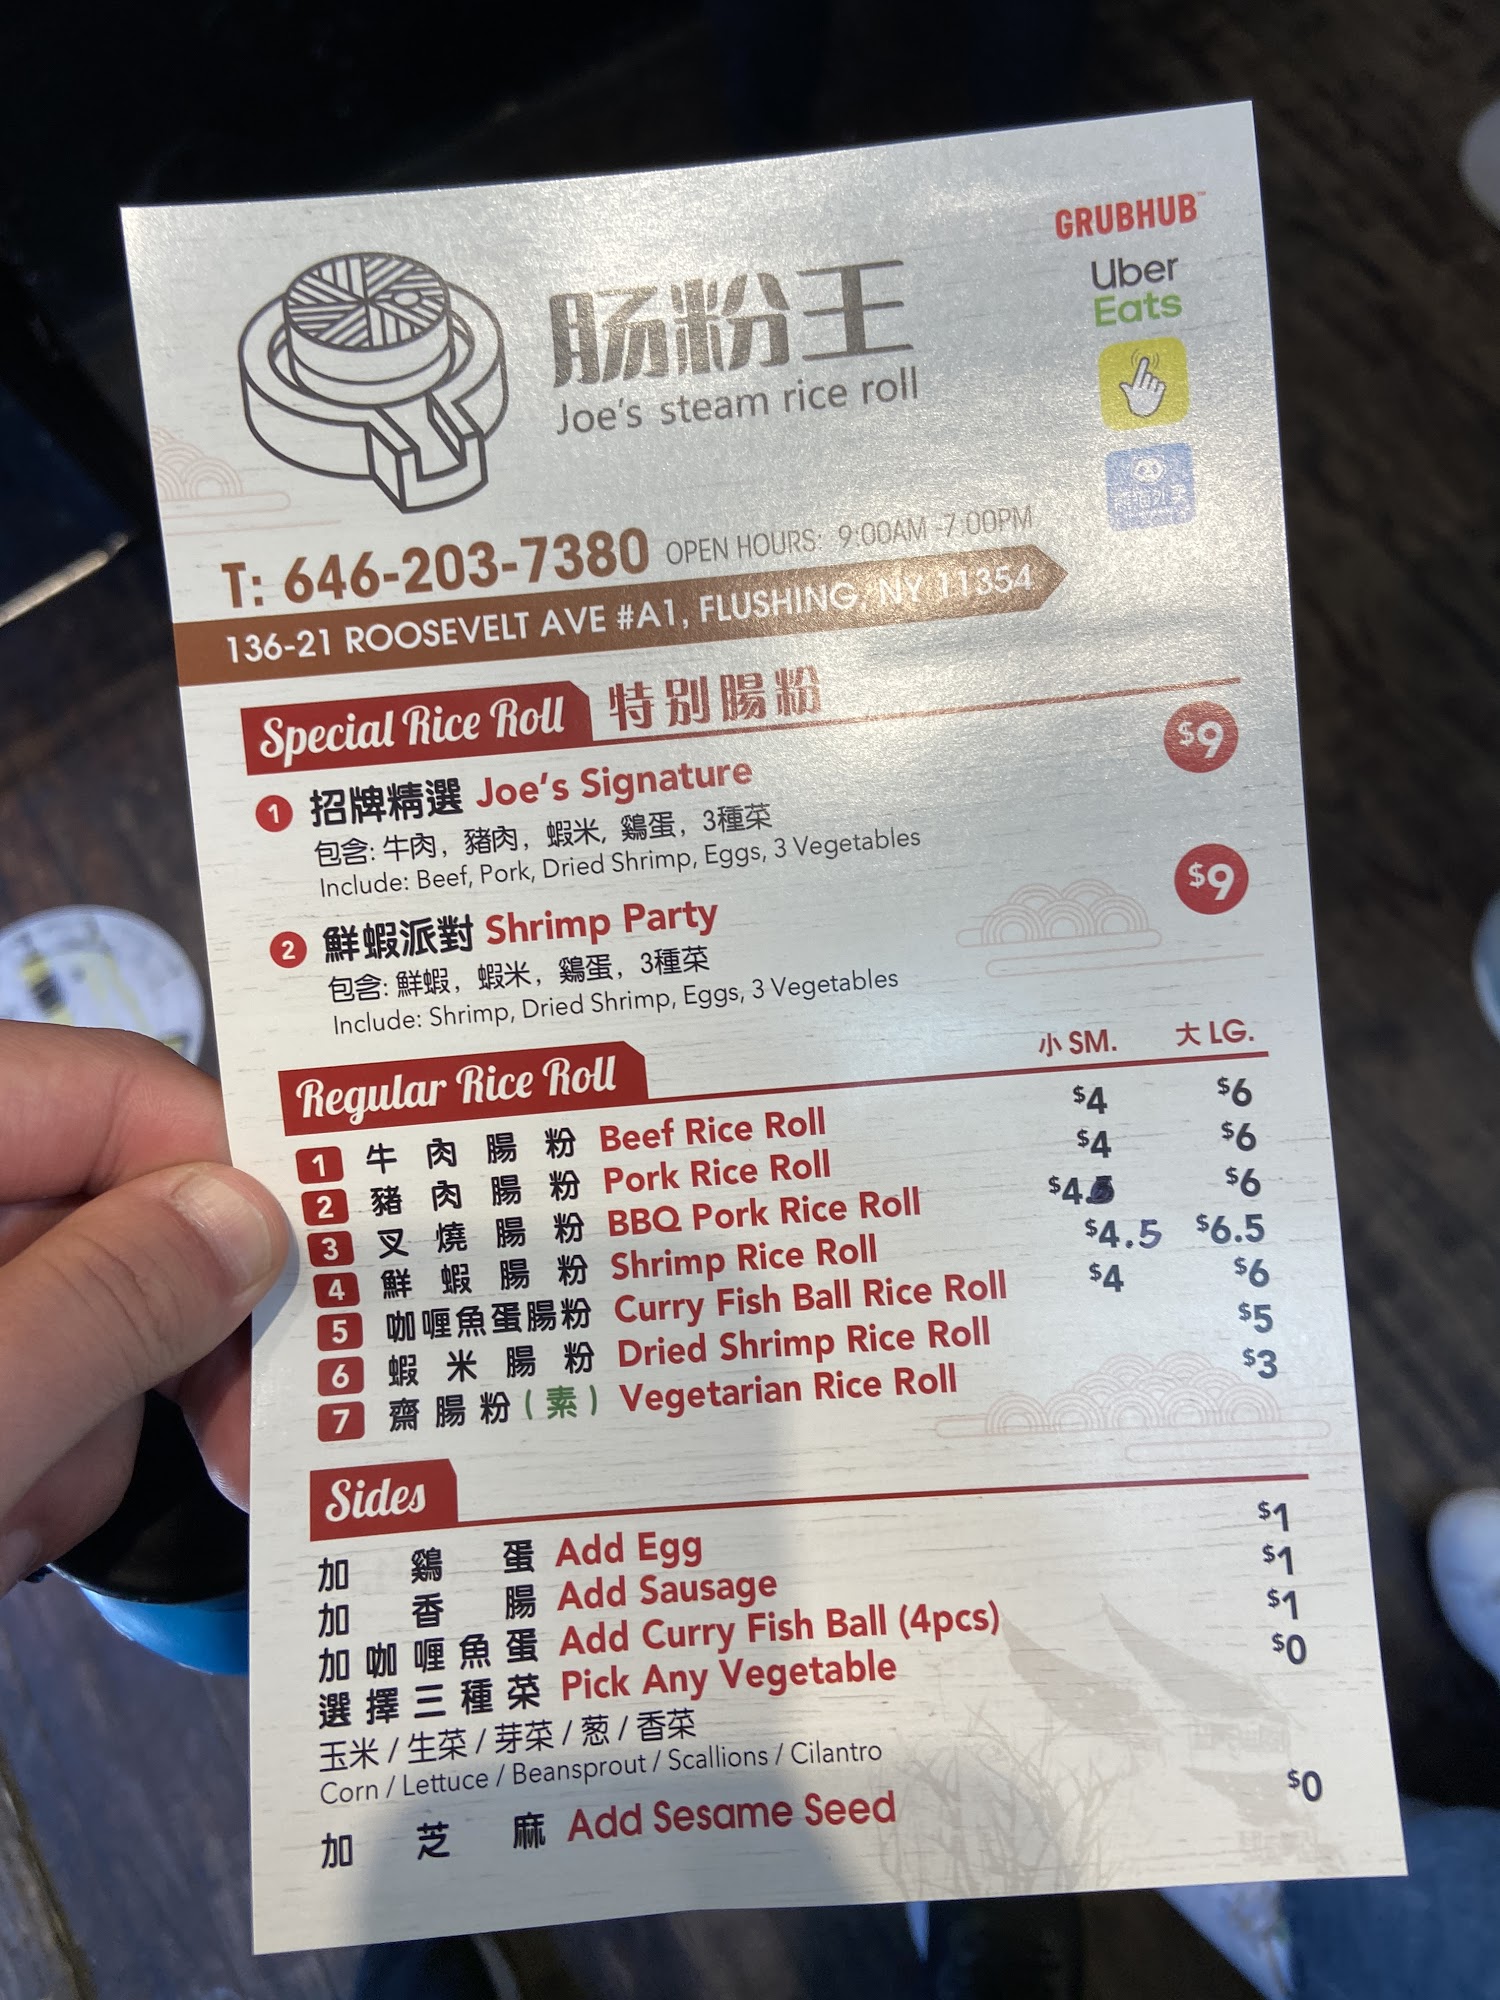 GRUBHUB™
Uber
Eats
肠粉王
Joe's steam rice roll
T: 646-203-7380 OPEN HOURS: 9:00AM -7:00PM
136-21 ROOSEVELT AVE #A1, FLUSHING, NY 11354
Special Rice Roll 特別腸粉
1 招牌精選 Joe's Signature $9
包含: 牛肉, 豬肉, 蝦米, 鷄蛋, 3種菜
Include: Beef, Pork, Dried Shrimp, Eggs, 3 Vegetables
2 鮮蝦派對 Shrimp Party $9
包含: 鮮蝦, 蝦米, 鷄蛋, 3種菜
Include: Shrimp, Dried Shrimp, Eggs, 3 Vegetables
Regular Rice Roll 小 SM. 大 LG.
1 牛肉腸粉 Beef Rice Roll $4 $6
2 豬肉腸粉 Pork Rice Roll $4 $6
3 叉燒腸粉 BBQ Pork Rice Roll $4 $6
4 鮮蝦腸粉 Shrimp Rice Roll $4.5 $6.5
5 咖喱魚蛋腸粉 Curry Fish Ball Rice Roll $4 $6
6 蝦米腸粉 Dried Shrimp Rice Roll $5
7 齋腸粉(素) Vegetarian Rice Roll $3
Sides
加鷄蛋 Add Egg $1
加香腸 Add Sausage $1
加咖喱魚蛋 Add Curry Fish Ball (4pcs) $1
選擇三種菜 Pick Any Vegetable $0
玉米 / 生菜 / 芽菜 / 葱 / 香菜
Corn / Lettuce / Beansprout / Scallions / Cilantro
加芝麻 Add Sesame Seed $0